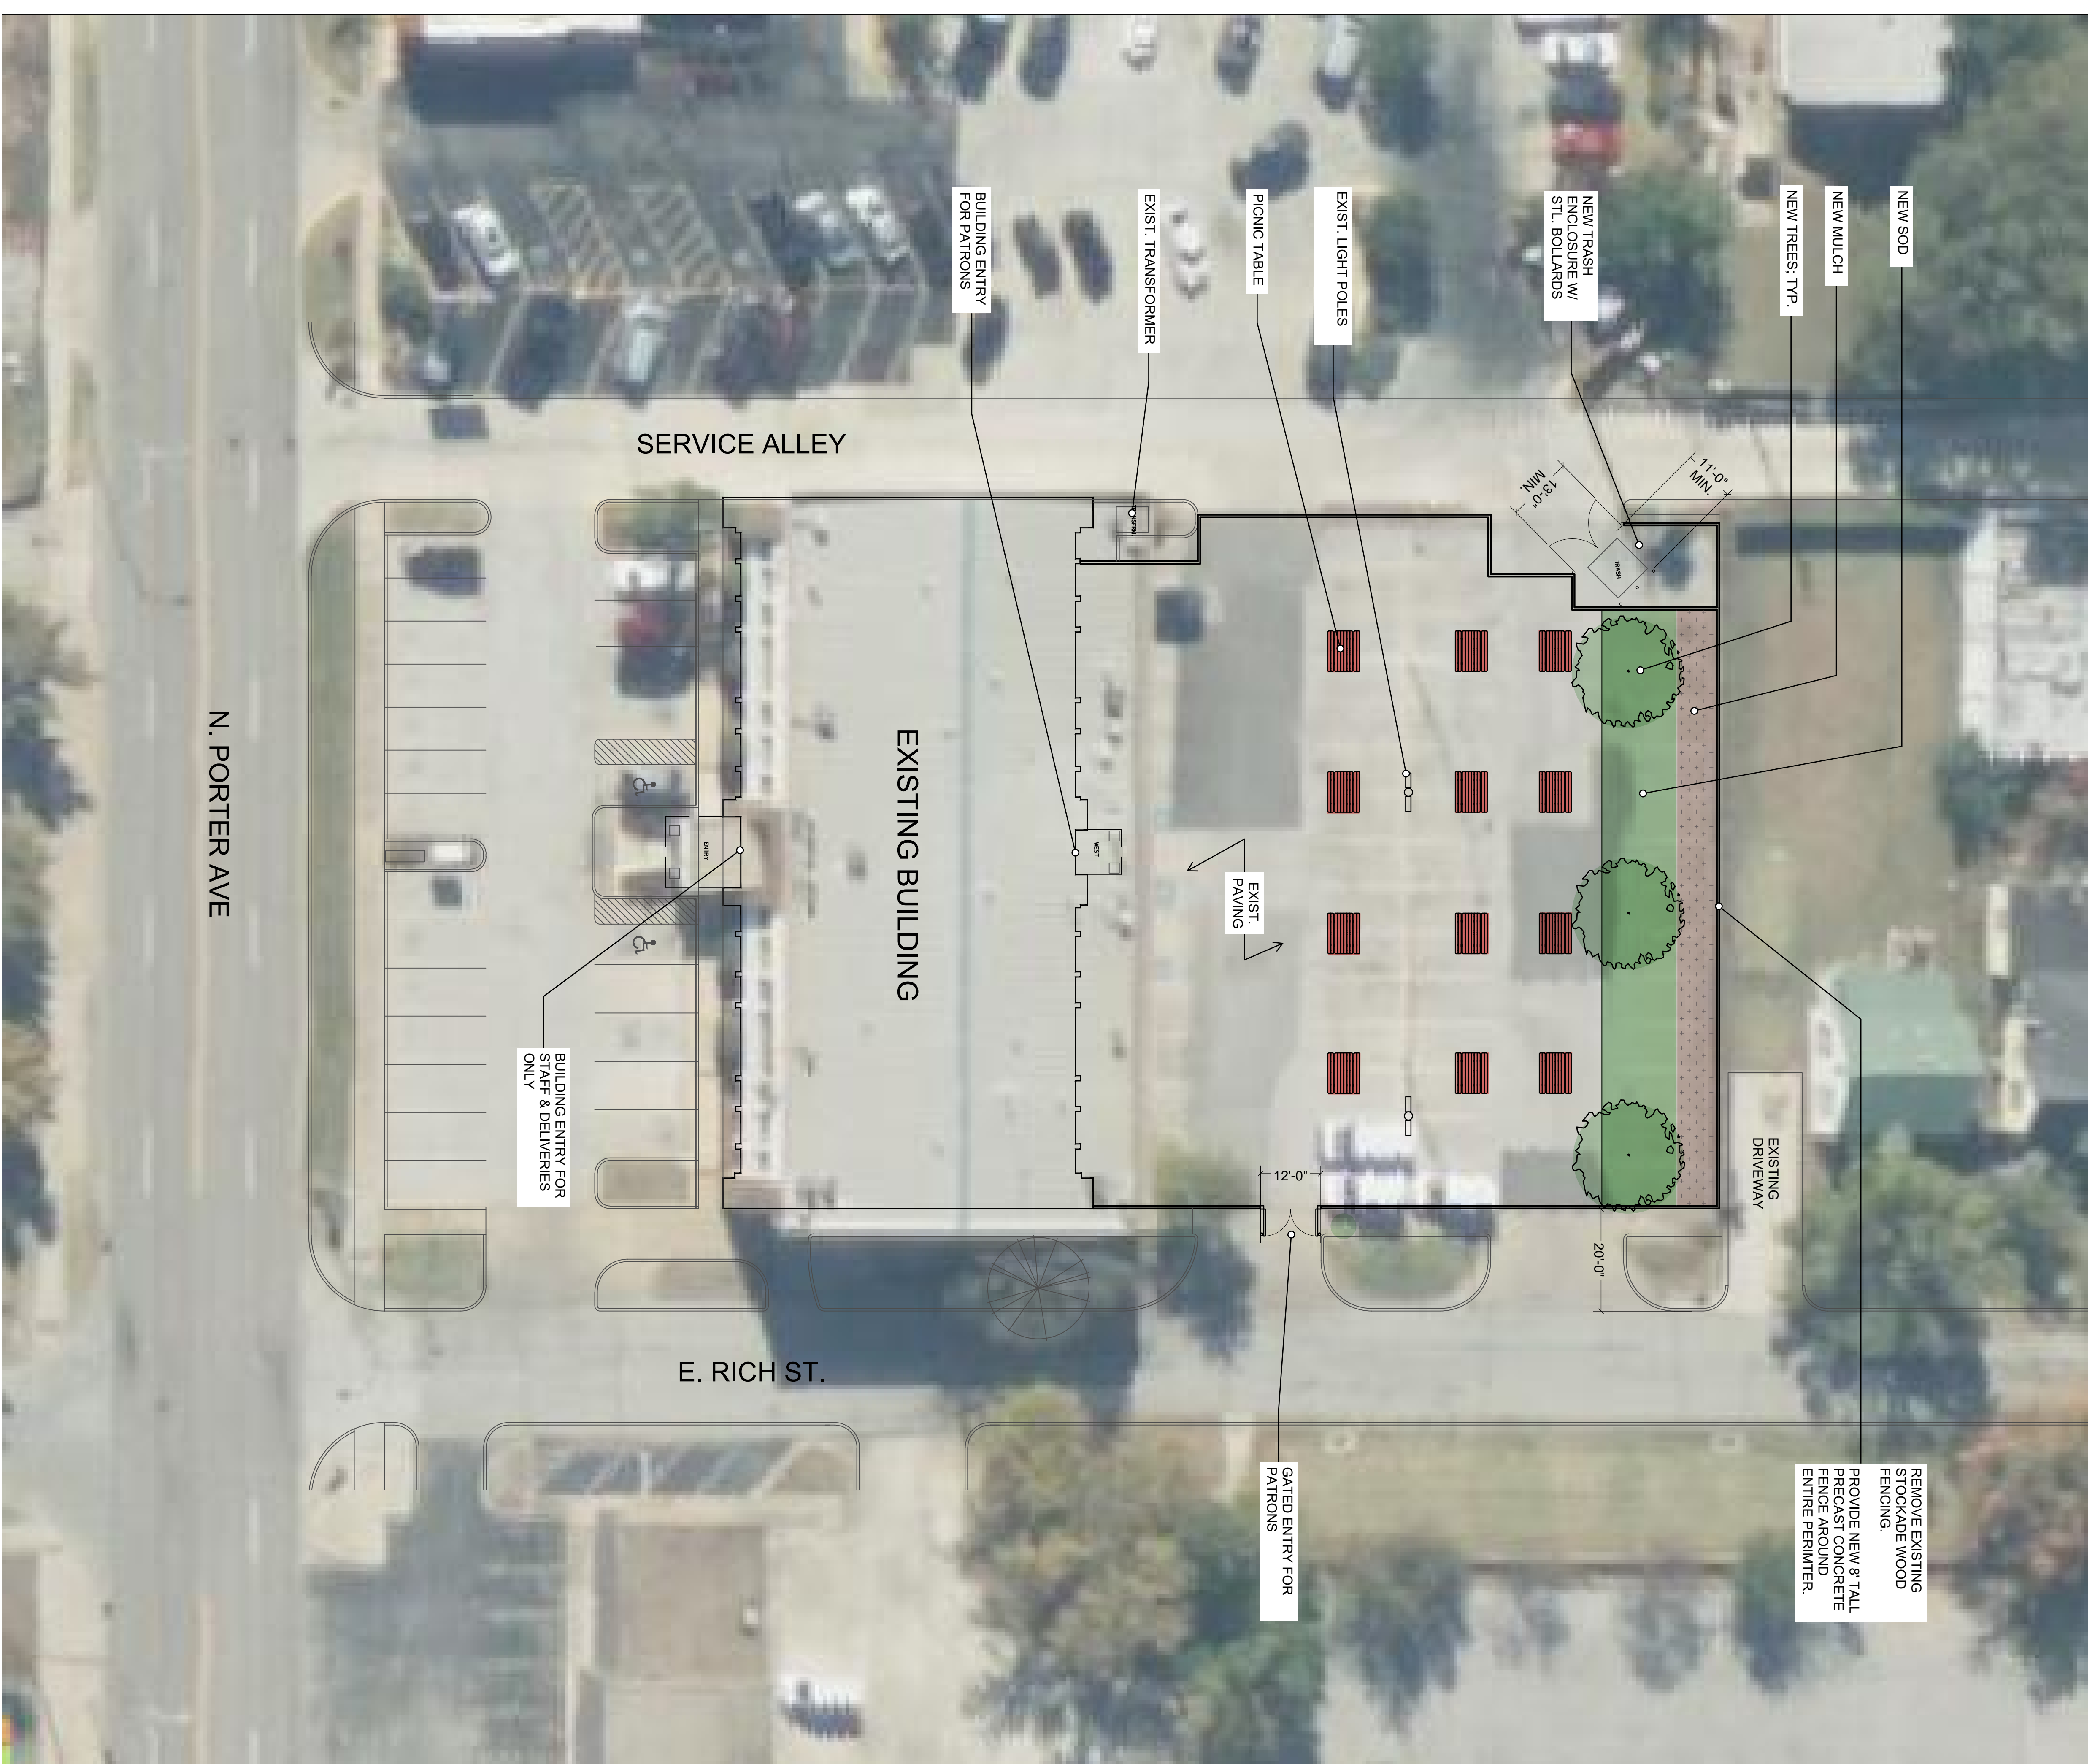 NEW SOD
NEW MULCH
NEW TREES; TYP.
NEW TRASH
ENCLOSURE W/
STL. BOLLARDS
EXIST. LIGHT POLES
PICNIC TABLE
EXIST. TRANSFORMER
BUILDING ENTRY
FOR PATRONS
SERVICE ALLEY
11'-0"
MIN.
13'-0"
MIN.
TRASH
N. PORTER AVE
EXISTING BUILDING
ENTRY
WEST
EXIST.
PAVING
BUILDING ENTRY FOR
STAFF & DELIVERIES
ONLY
EXISTING
DRIVEWAY
12'-0"
20'-0"
E. RICH ST.
GATED ENTRY FOR
PATRONS
REMOVE EXISTING
STOCKADE WOOD
FENCING.
PROVIDE NEW 8' TALL
PRECAST CONCRETE
FENCE AROUND
ENTIRE PERIMTER.